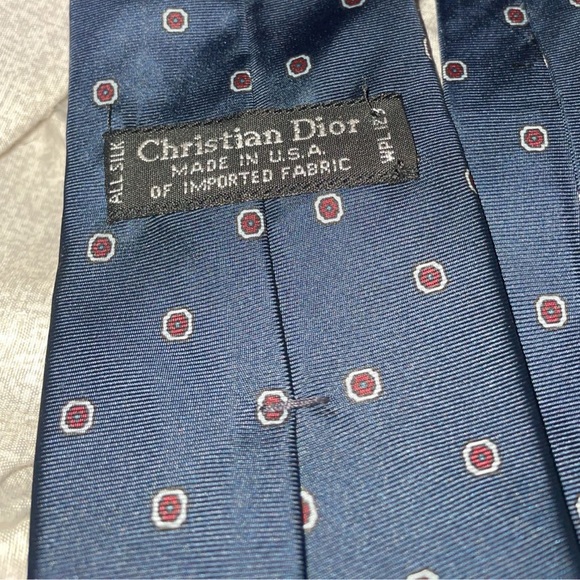 ALL SILK
Christian Dior
MADE IN U.S.A.
OF IMPORTED FABRIC
WPL